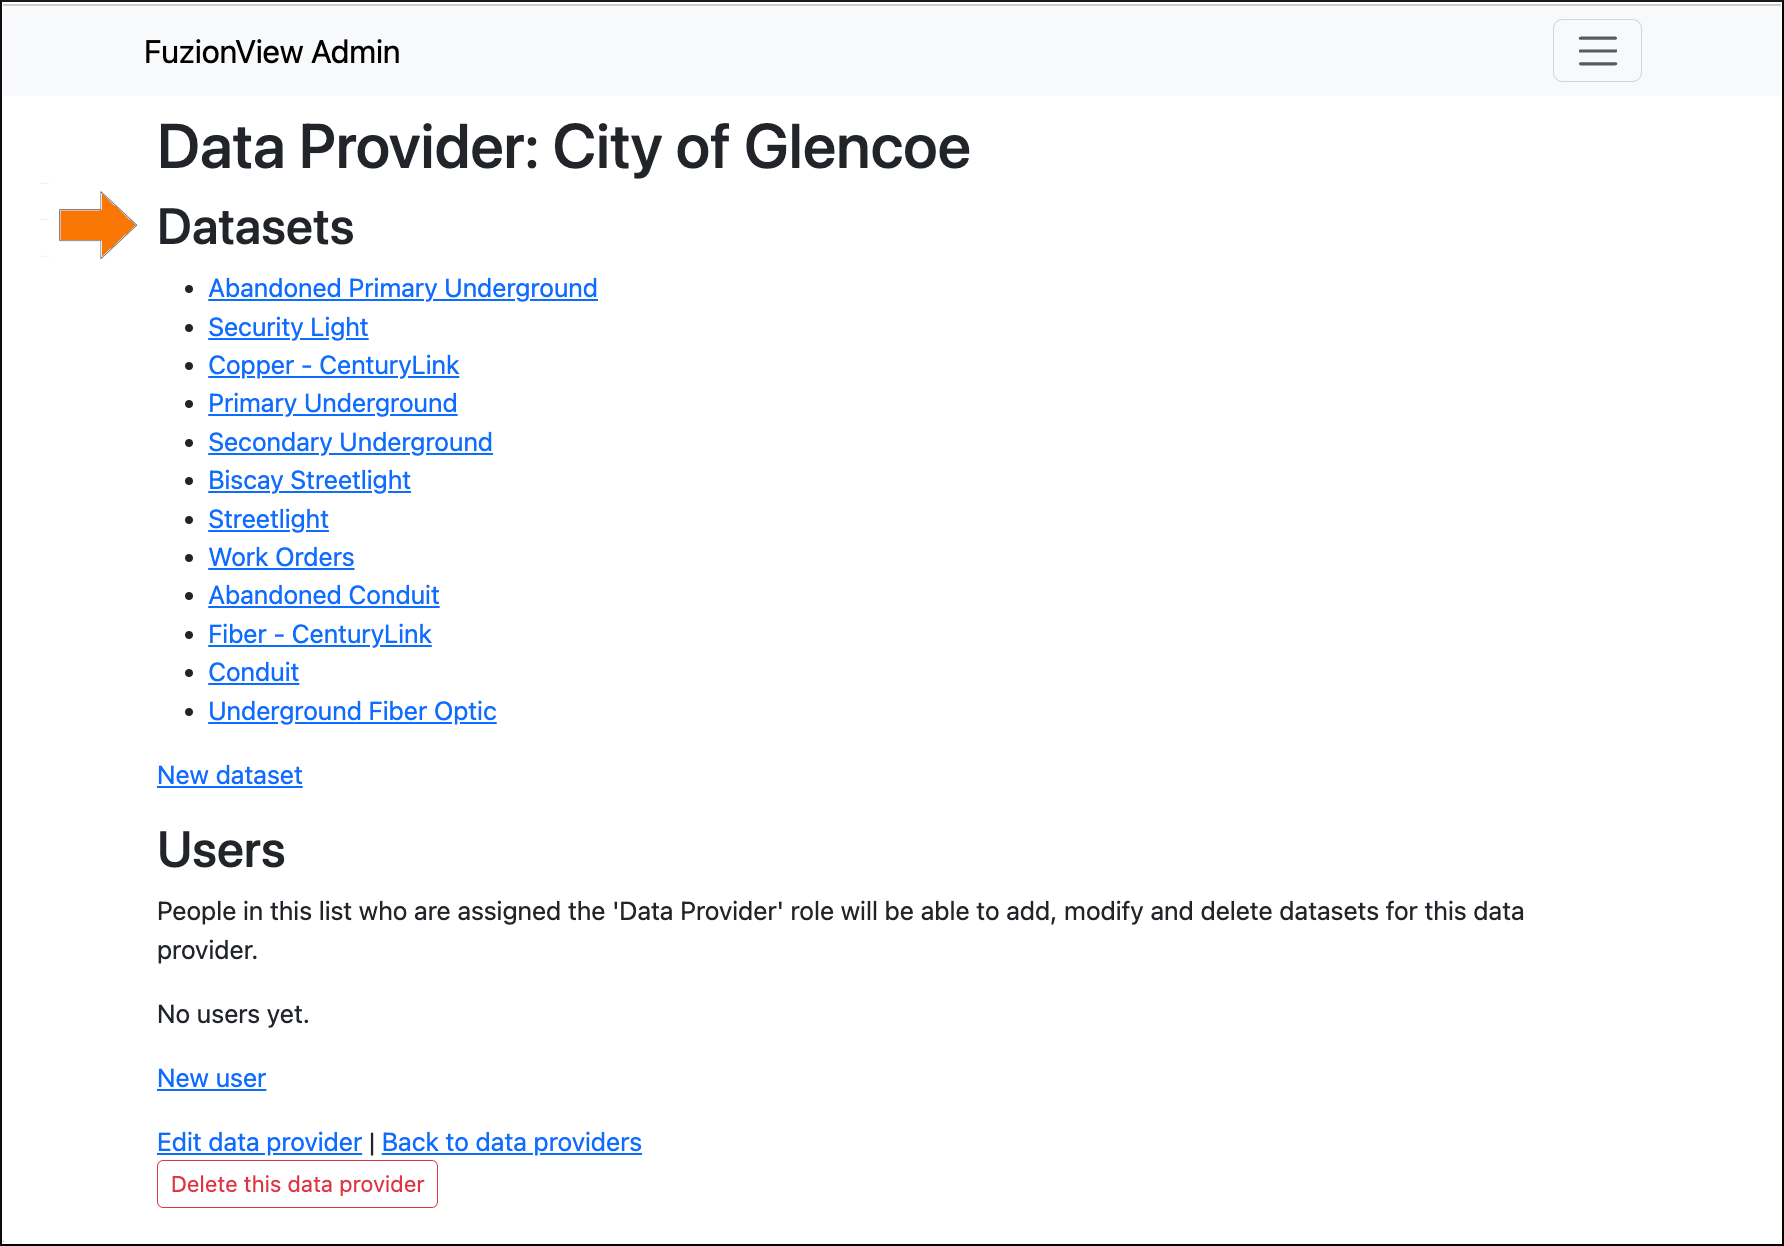 FuzionView Admin
Data Provider: City of Glencoe
Datasets
Abandoned Primary Underground
Security Light
Copper - CenturyLink
Primary Underground
Secondary Underground
Biscay Streetlight
Streetlight
Work Orders
Abandoned Conduit
Fiber - CenturyLink
Conduit
Underground Fiber Optic
New dataset
Users
People in this list who are assigned the 'Data Provider' role will be able to add, modify and delete datasets for this data
provider.
No users yet.
New user
Edit data provider | Back to data providers
Delete this data provider